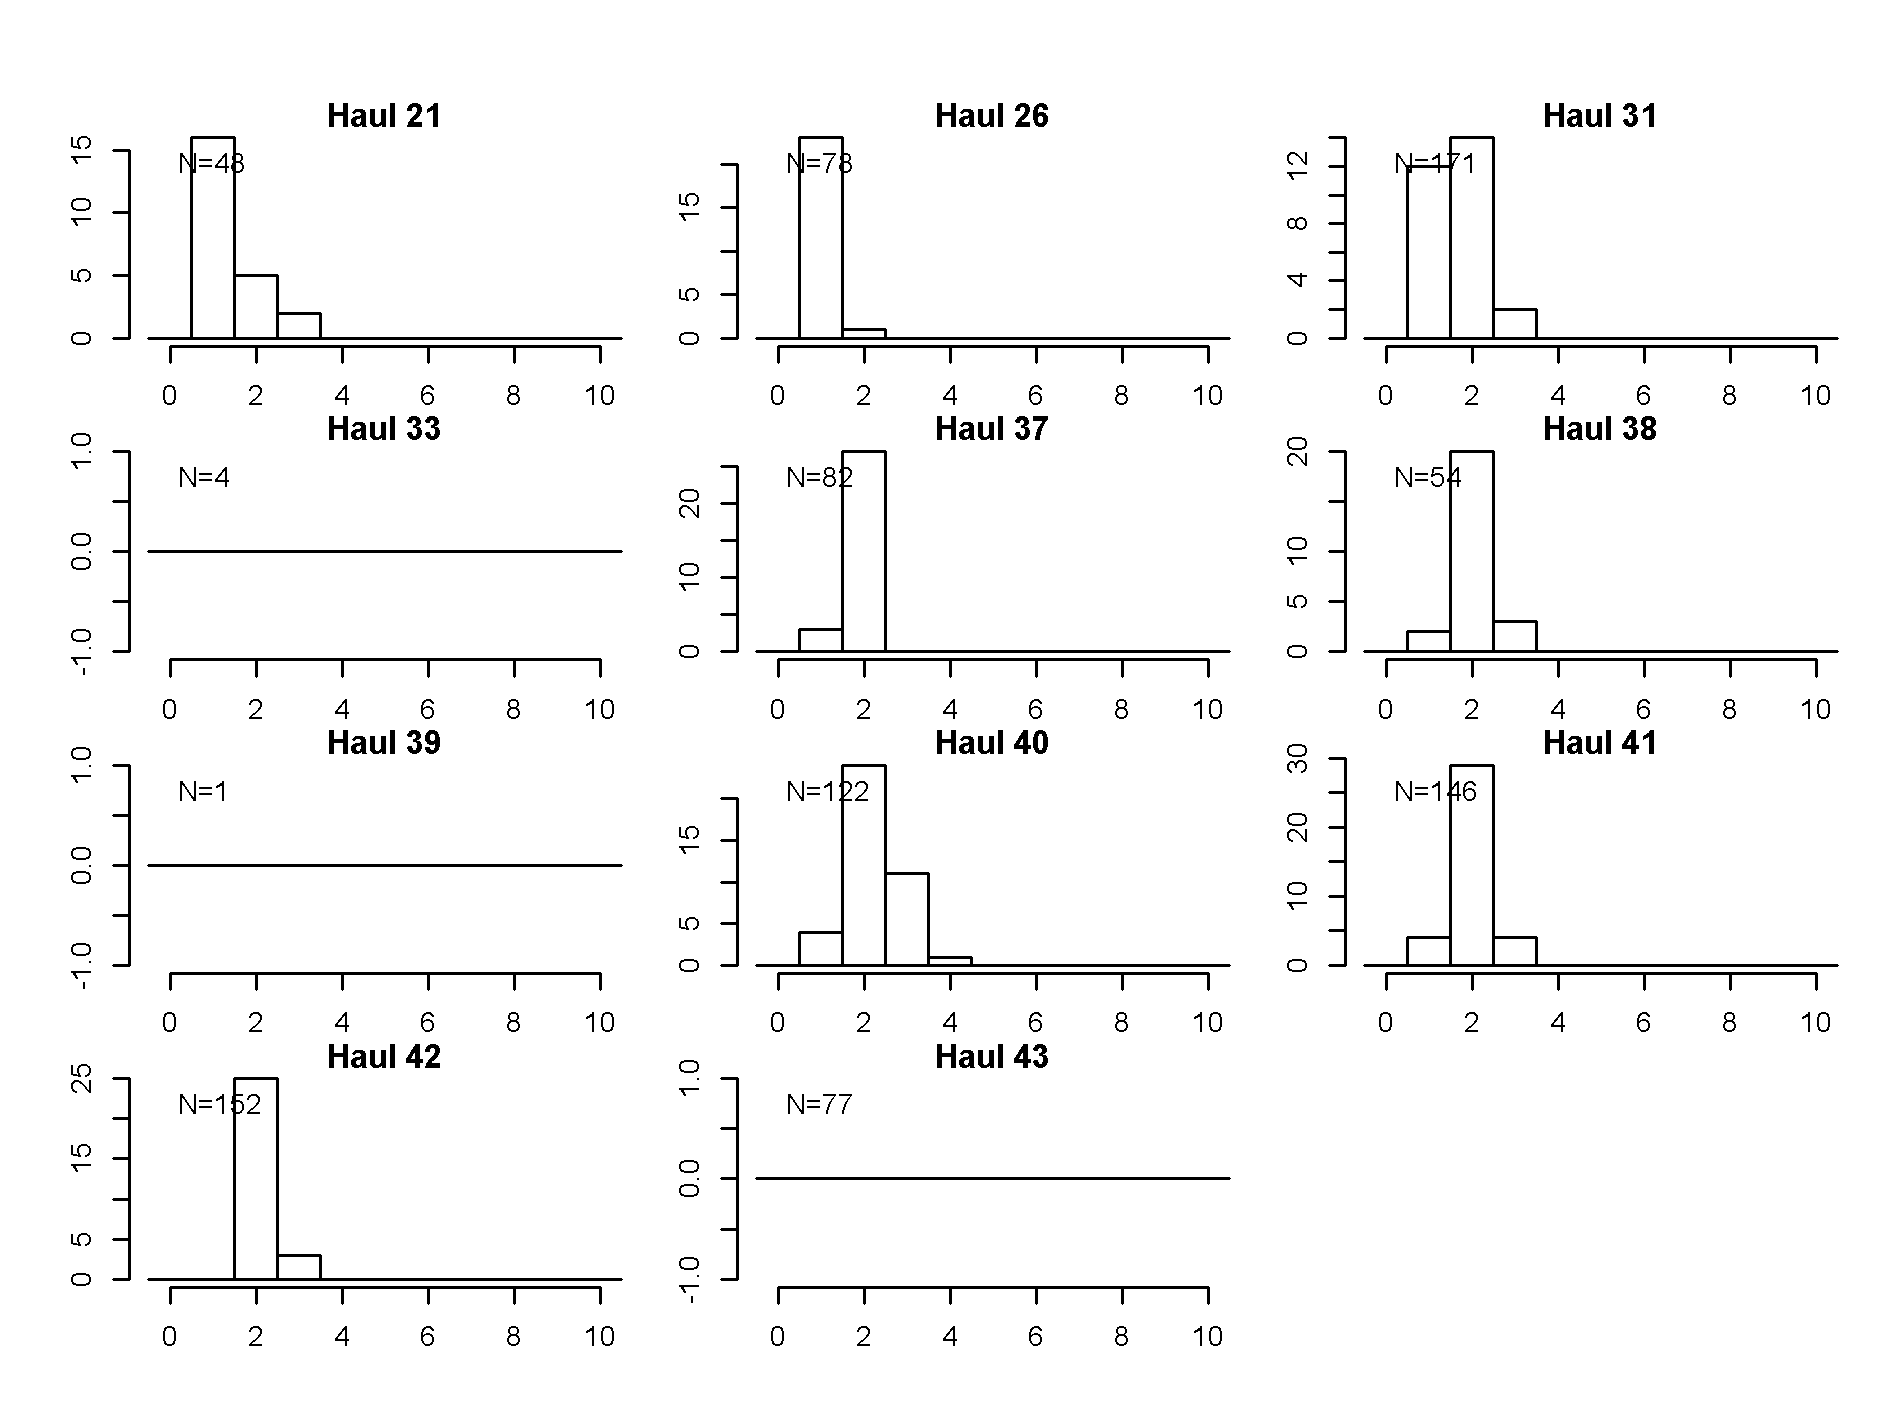 Haul 21
N=48
0 5 10 15
0 2 4 6 8 10
Haul 26
N=78
0 5 15
0 2 4 6 8 10
Haul 31
N=171
0 4 8 12
0 2 4 6 8 10
Haul 33
N=4
-1.0 0.0 1.0
0 2 4 6 8 10
Haul 37
N=82
0 10 20
0 2 4 6 8 10
Haul 38
N=54
0 5 10 20
0 2 4 6 8 10
Haul 39
N=1
-1.0 0.0 1.0
0 2 4 6 8 10
Haul 40
N=122
0 5 15
0 2 4 6 8 10
Haul 41
N=146
0 10 20 30
0 2 4 6 8 10
Haul 42
N=152
0 5 15 25
0 2 4 6 8 10
Haul 43
N=77
-1.0 0.0 1.0
0 2 4 6 8 10